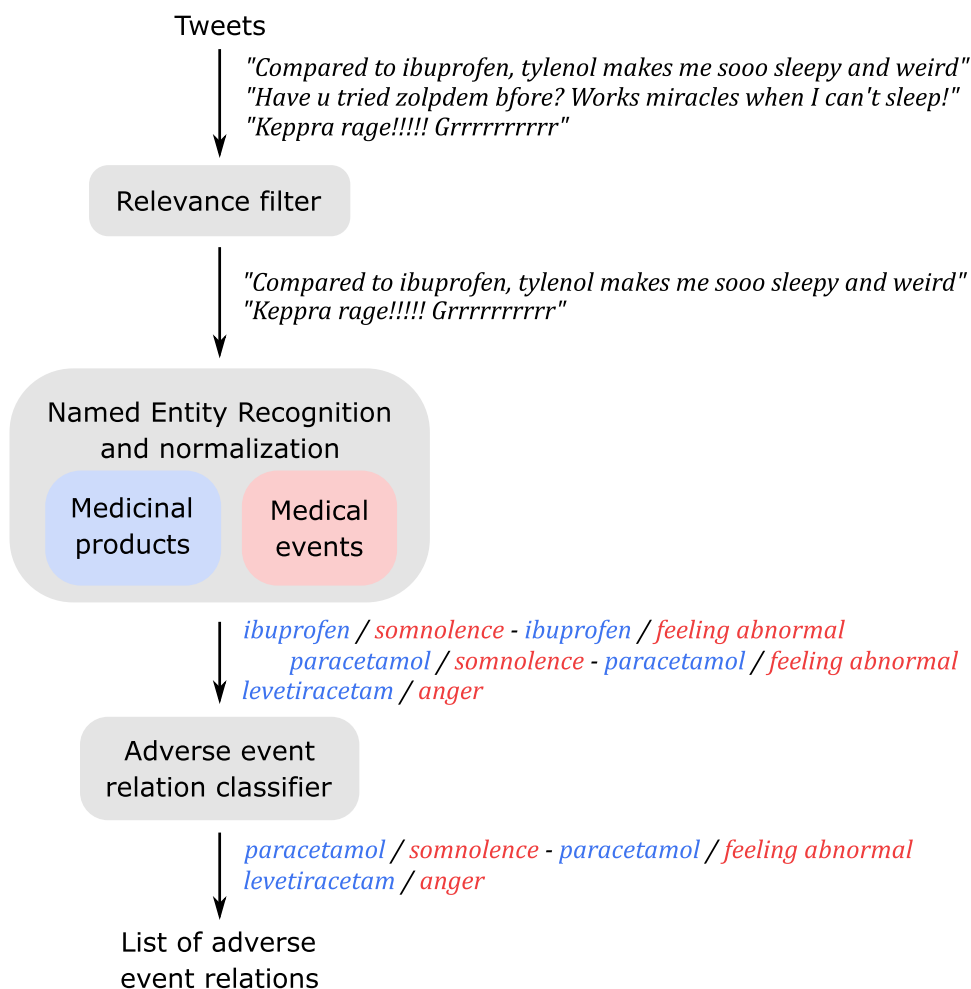 Tweets
"Compared to ibuprofen, tylenol makes me sooo sleepy and weird"
"Have u tried zolpdem bfore? Works miracles when I can't sleep!"
"Keppra rage!!!!! Grrrrrrrrrr"
Relevance filter
"Compared to ibuprofen, tylenol makes me sooo sleepy and weird"
"Keppra rage!!!!! Grrrrrrrrrr"
Named Entity Recognition
and normalization
Medicinal
products
Medical
events
ibuprofen / somnolence - ibuprofen / feeling abnormal
paracetamol / somnolence - paracetamol / feeling abnormal
levetiracetam / anger
Adverse event
relation classifier
paracetamol / somnolence - paracetamol / feeling abnormal
levetiracetam / anger
List of adverse
event relations